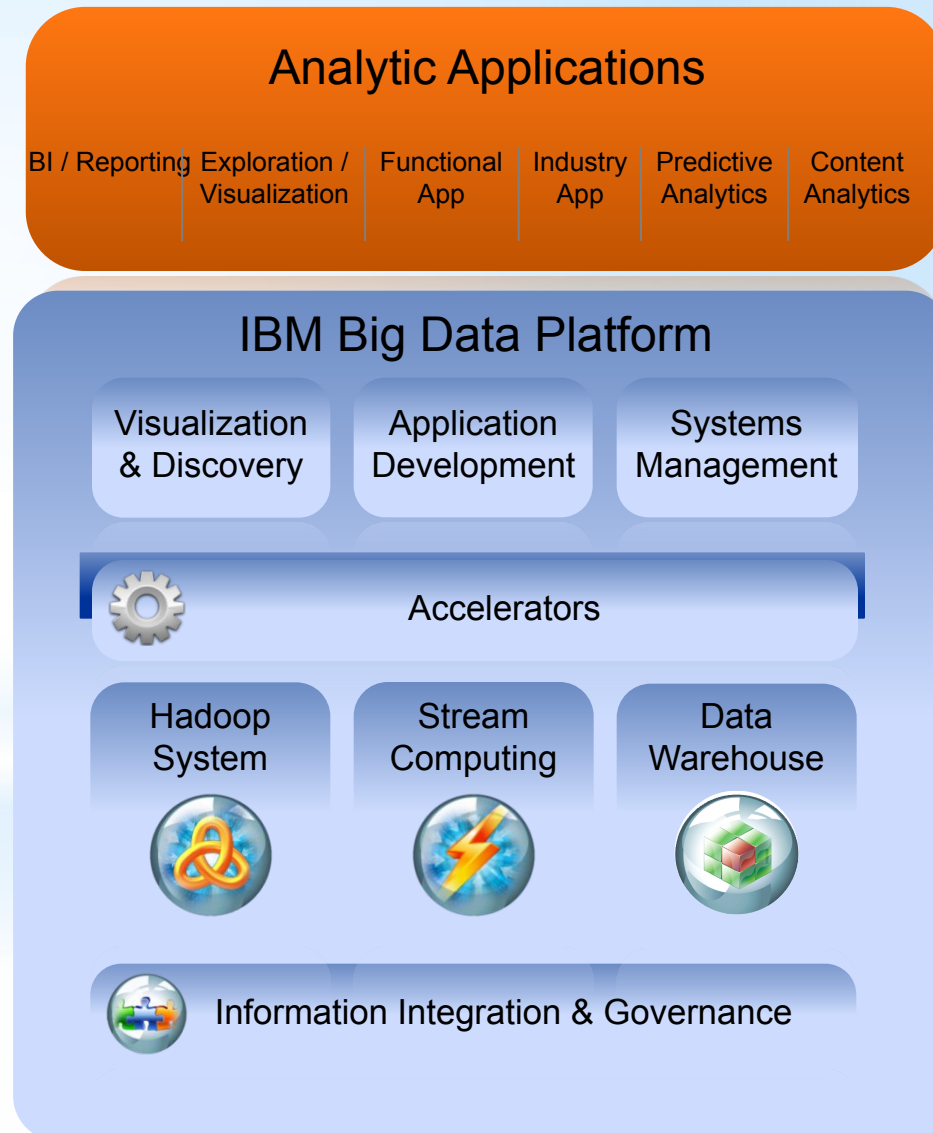 Analytic Applications
BI / Reporting
Exploration /
Visualization
Functional
App
Industry
App
Predictive
Analytics
Content
Analytics
IBM Big Data Platform
Visualization
& Discovery
Application
Development
Systems
Management
Accelerators
Hadoop
System
Stream
Computing
Data
Warehouse
Information Integration & Governance